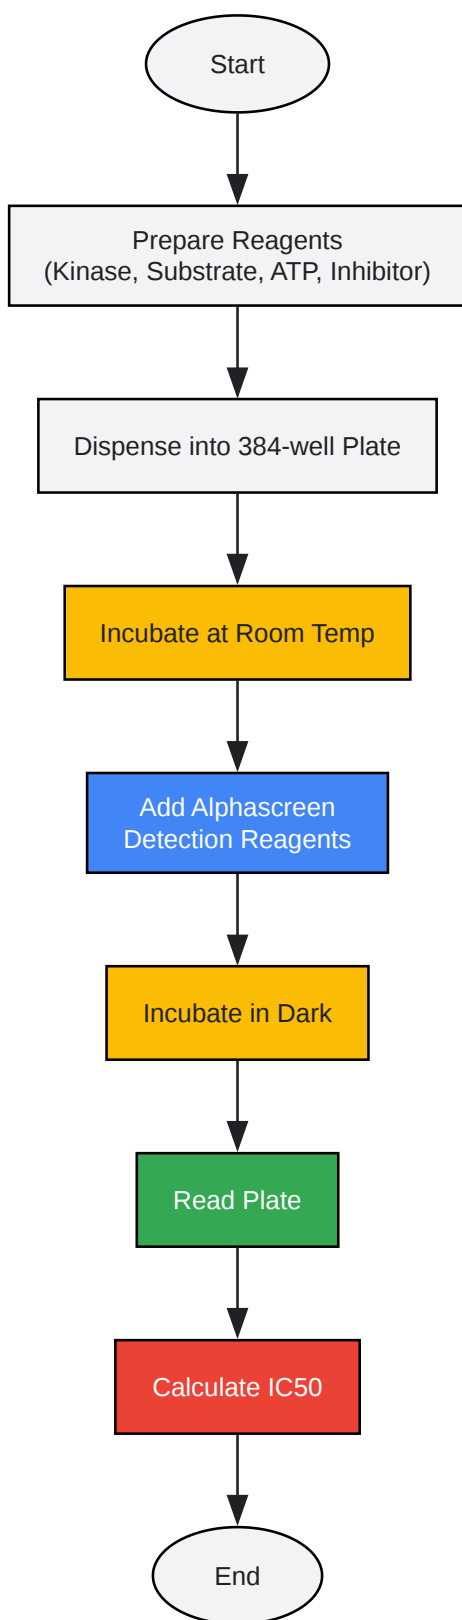 Start
Prepare Reagents
(Kinase, Substrate, ATP, Inhibitor)
Dispense into 384-well Plate
Incubate at Room Temp
Add Alphascreen
Detection Reagents
Incubate in Dark
Read Plate
Calculate IC50
End